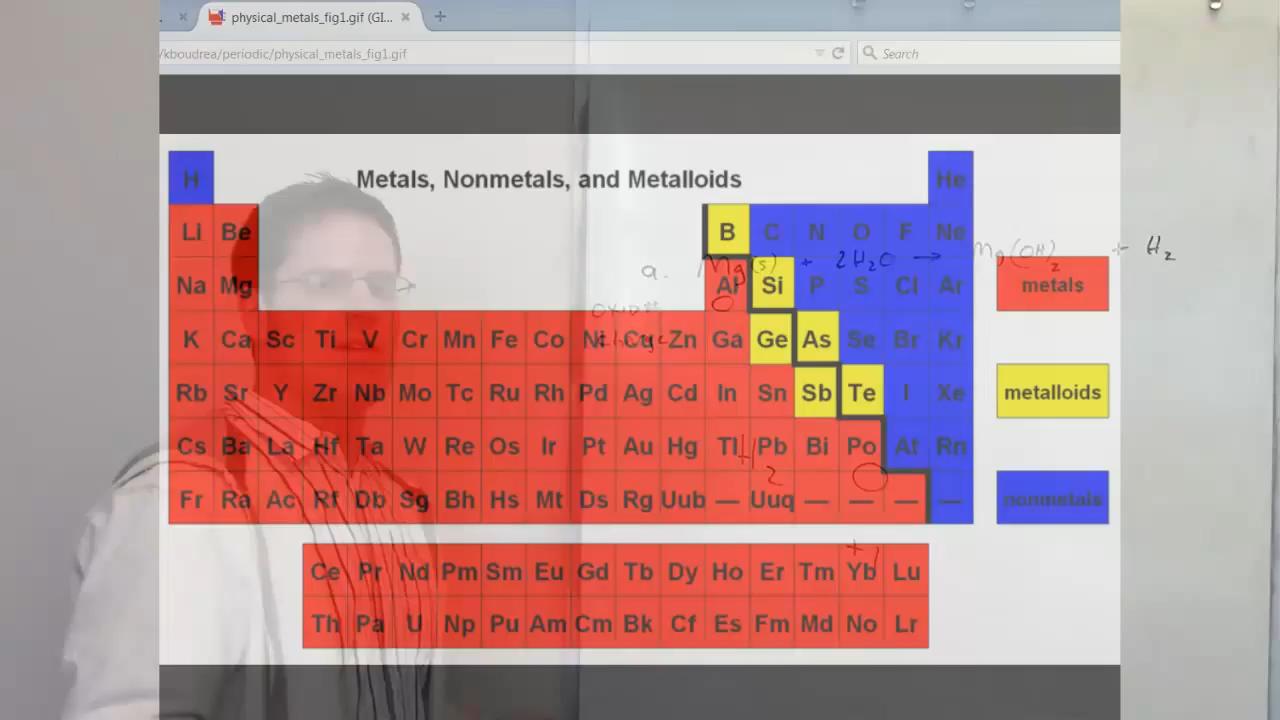 physical_metals_fig1.gif (GI...
/kboudrea/periodic/physical_metals_fig1.gif
Search
H Metals, Nonmetals, and Metalloids He
Li Be B C N O F Ne
a. Mg(s) + 2H₂O → Mg(OH)₂ + H₂
Na Mg Al Si P S Cl Ar metals
0
K Ca Sc Ti V Cr Mn Fe Co Ni Cu Zn Ga Ge As Se Br Kr
Rb Sr Y Zr Nb Mo Tc Ru Rh Pd Ag Cd In Sn Sb Te I Xe metalloids
Cs Ba La Hf Ta W Re Os Ir Pt Au Hg Tl Pb Bi Po At Rn
Fr Ra Ac Rf Db Sg Bh Hs Mt Ds Rg Uub — Uuq — — — — nonmetals
+1
Ce Pr Nd Pm Sm Eu Gd Tb Dy Ho Er Tm Yb Lu
Th Pa U Np Pu Am Cm Bk Cf Es Fm Md No Lr